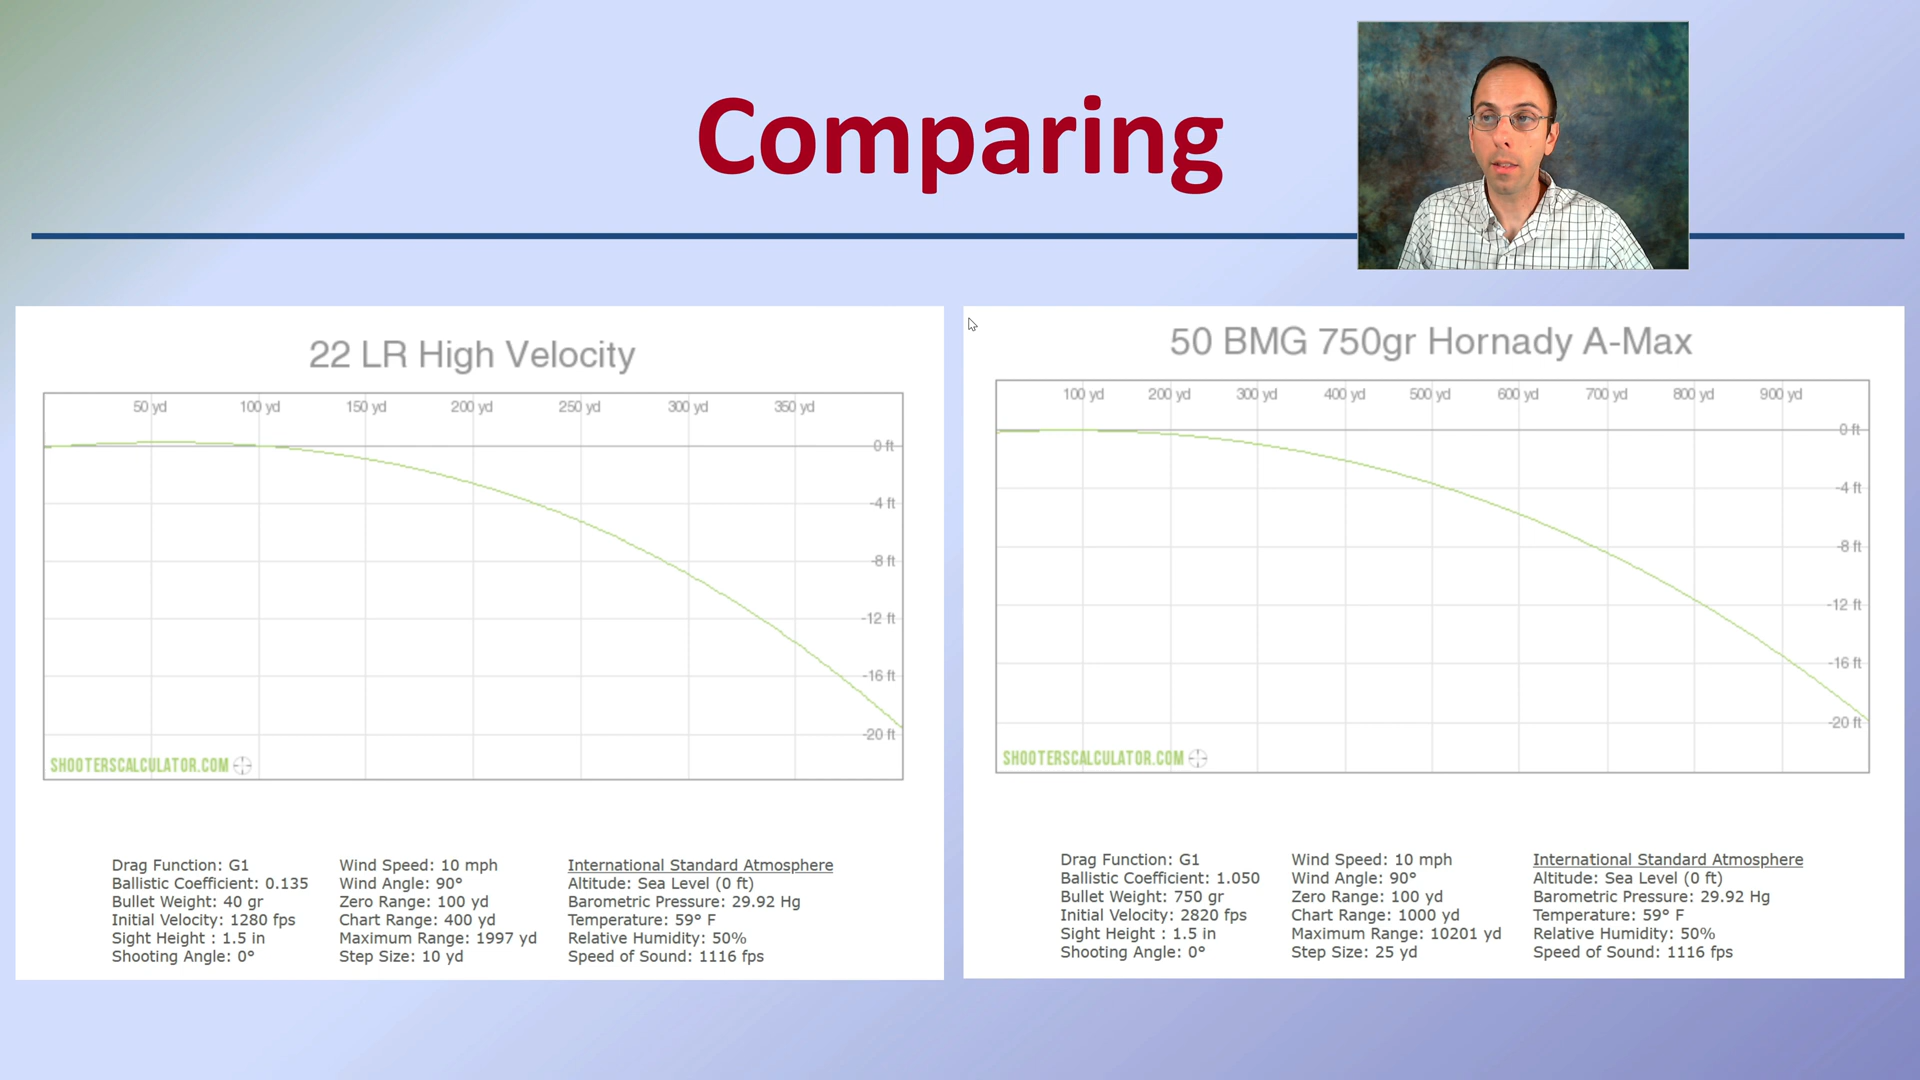 Comparing
22 LR High Velocity
50 yd 100 yd 150 yd 200 yd 250 yd 300 yd 350 yd
0 ft
-4 ft
-8 ft
-12 ft
-16 ft
-20 ft
SHOOTERSCALCULATOR.COM
Drag Function: G1
Ballistic Coefficient: 0.135
Bullet Weight: 40 gr
Initial Velocity: 1280 fps
Sight Height : 1.5 in
Shooting Angle: 0°
Wind Speed: 10 mph
Wind Angle: 90°
Zero Range: 100 yd
Chart Range: 400 yd
Maximum Range: 1997 yd
Step Size: 10 yd
International Standard Atmosphere
Altitude: Sea Level (0 ft)
Barometric Pressure: 29.92 Hg
Temperature: 59° F
Relative Humidity: 50%
Speed of Sound: 1116 fps
50 BMG 750gr Hornady A-Max
100 yd 200 yd 300 yd 400 yd 500 yd 600 yd 700 yd 800 yd 900 yd
0 ft
-4 ft
-8 ft
-12 ft
-16 ft
-20 ft
SHOOTERSCALCULATOR.COM
Drag Function: G1
Ballistic Coefficient: 1.050
Bullet Weight: 750 gr
Initial Velocity: 2820 fps
Sight Height : 1.5 in
Shooting Angle: 0°
Wind Speed: 10 mph
Wind Angle: 90°
Zero Range: 100 yd
Chart Range: 1000 yd
Maximum Range: 10201 yd
Step Size: 25 yd
International Standard Atmosphere
Altitude: Sea Level (0 ft)
Barometric Pressure: 29.92 Hg
Temperature: 59° F
Relative Humidity: 50%
Speed of Sound: 1116 fps